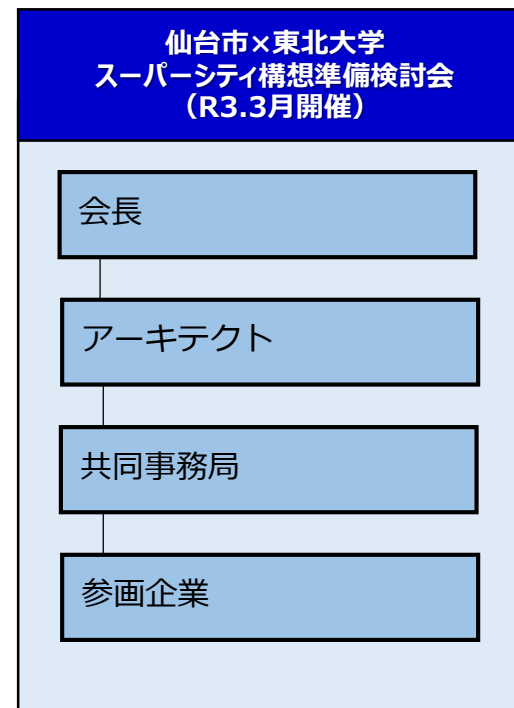 仙台市×東北大学
スーパーシティ構想準備検討会
（R3.3月開催）
会長
アーキテクト
共同事務局
参画企業